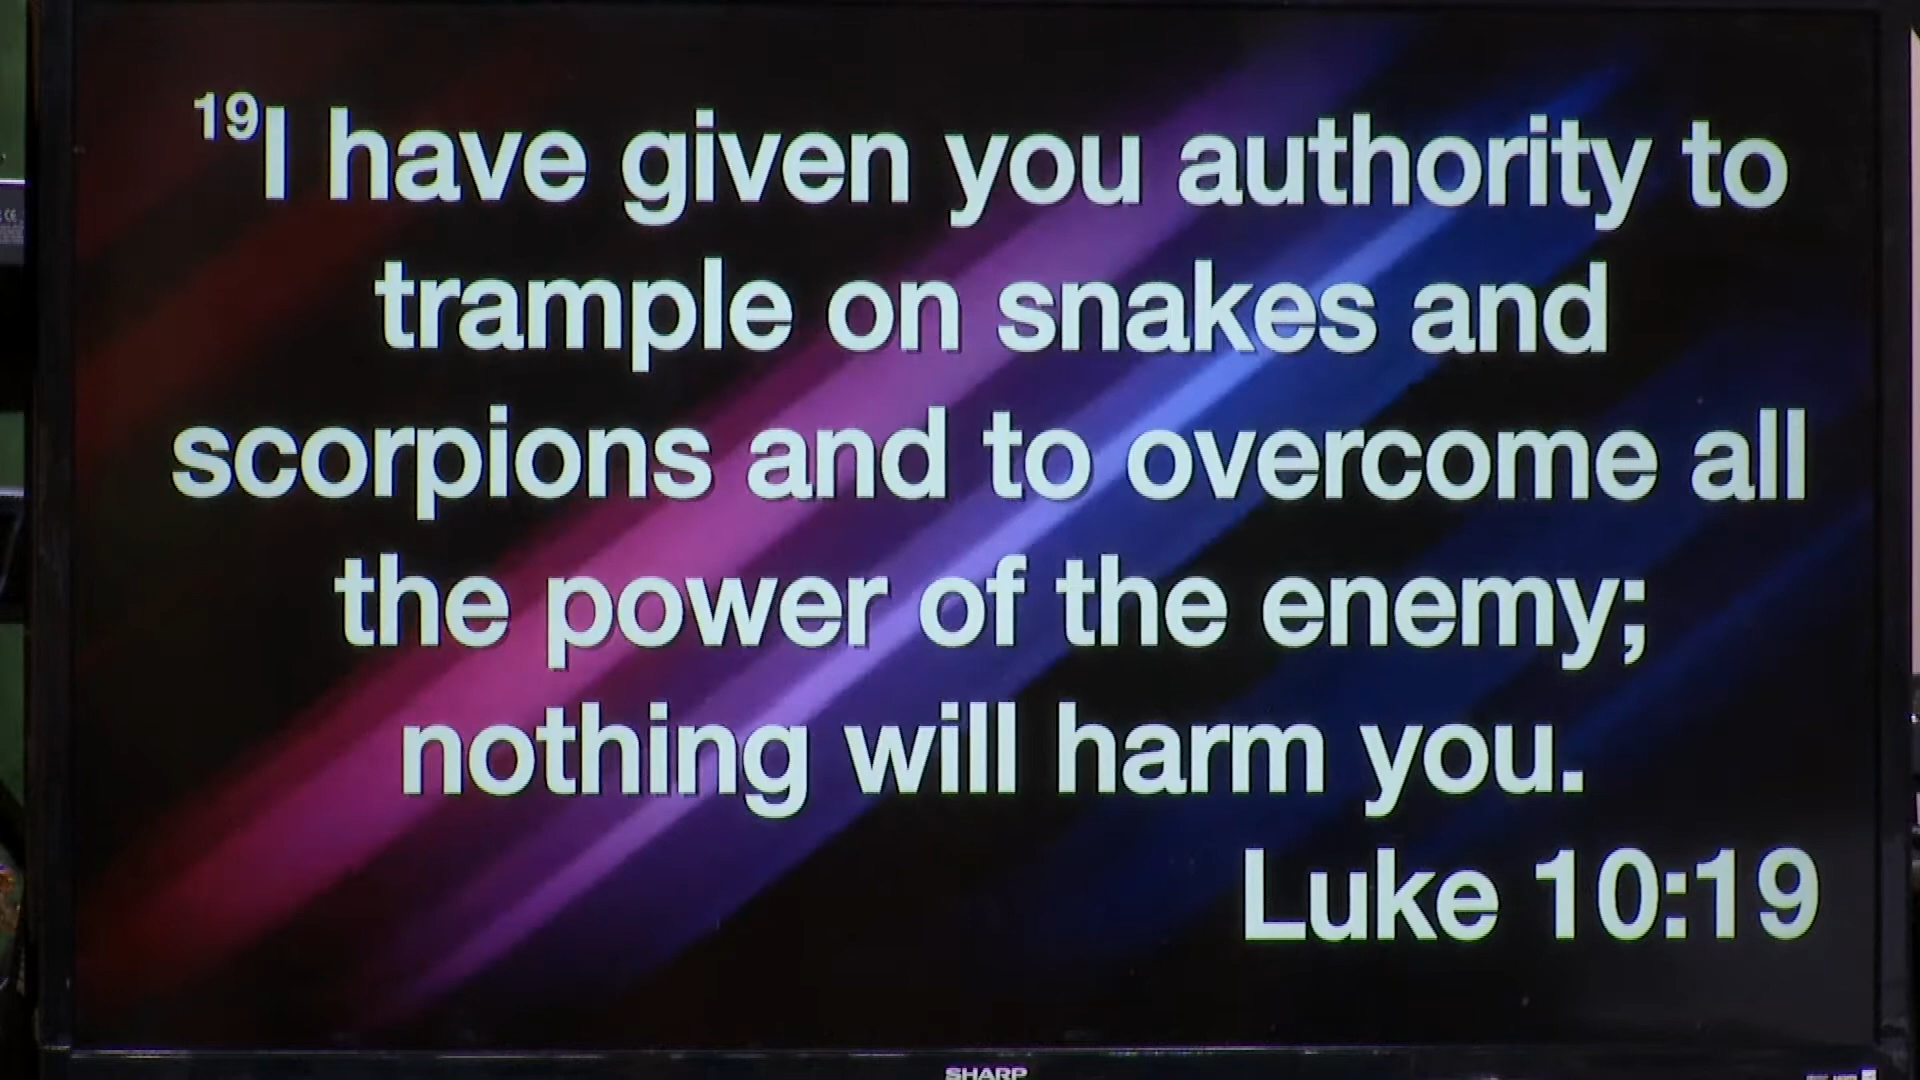 19I have given you authority to
trample on snakes and
scorpions and to overcome all
the power of the enemy;
nothing will harm you.
Luke 10:19
SHARP